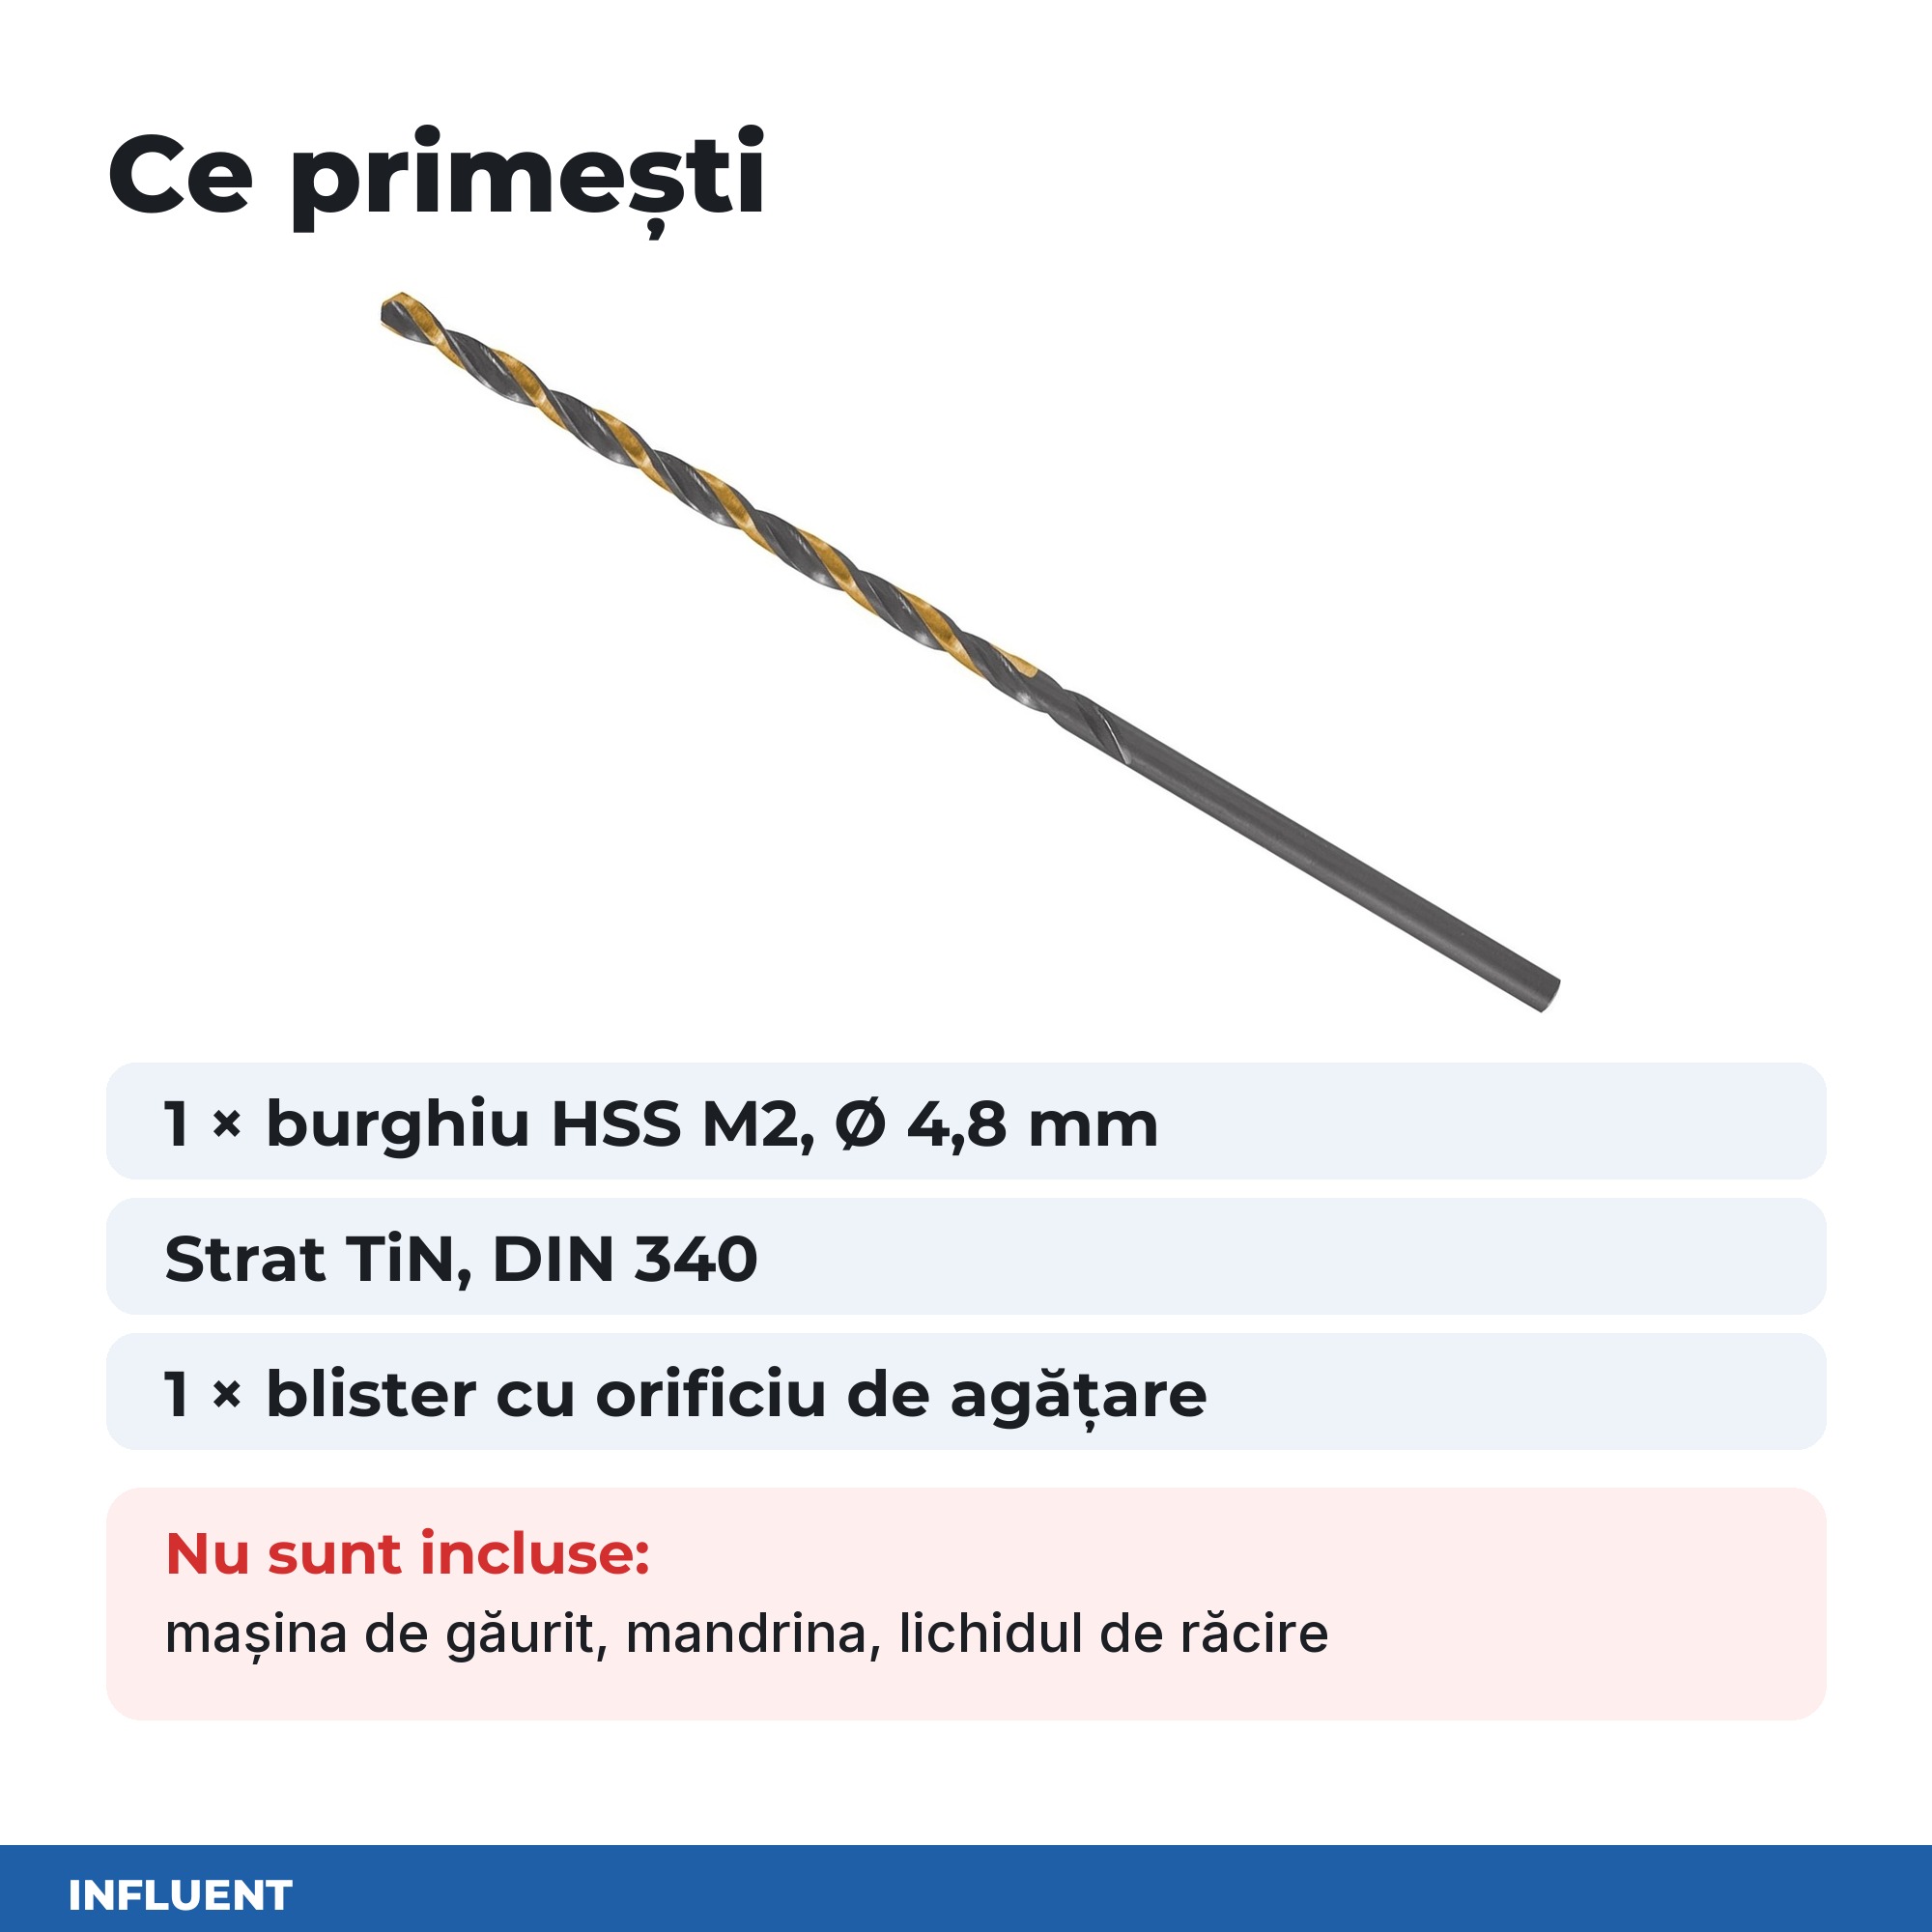 Ce primești
1 × burghiu HSS M2, Ø 4,8 mm
Strat TiN, DIN 340
1 × blister cu orificiu de agățare
Nu sunt incluse:
mașina de găurit, mandrina, lichidul de răcire
INFLUENT